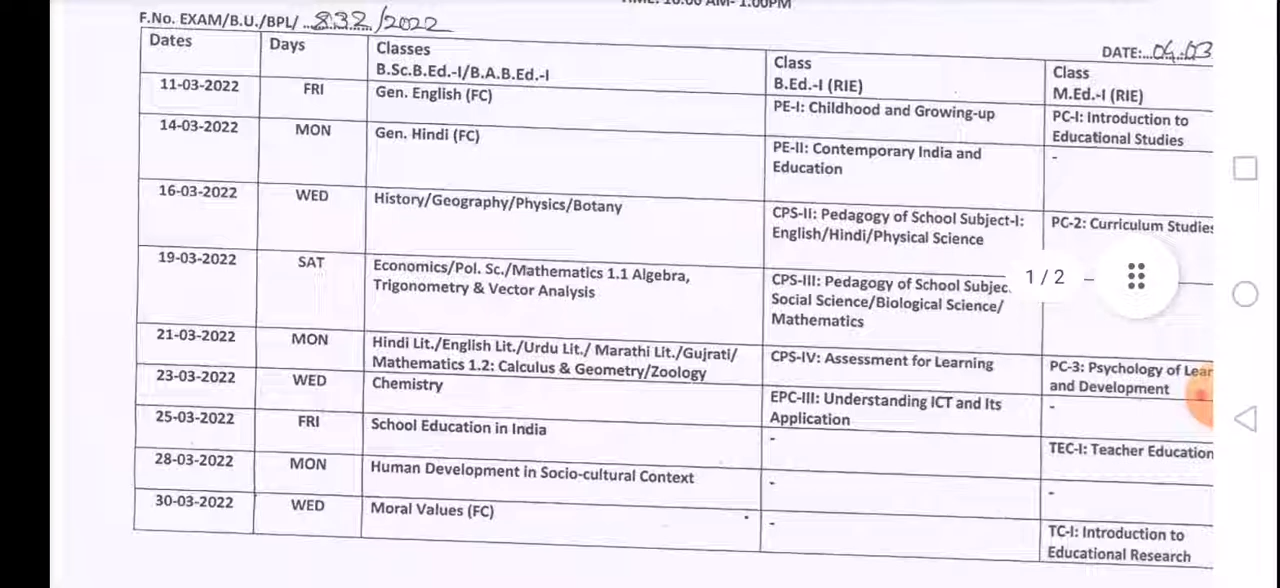 F.No. EXAM/B.U./BPL/ 832/2022
DATE:...04.03
Dates
Days
Classes
B.Sc.B.Ed.-I/B.A.B.Ed.-I
Class
B.Ed.-I (RIE)
Class
M.Ed.-I (RIE)
11-03-2022
FRI
Gen. English (FC)
PE-I: Childhood and Growing-up
PC-I: Introduction to
Educational Studies
14-03-2022
MON
Gen. Hindi (FC)
PE-II: Contemporary India and
Education
-
16-03-2022
WED
History/Geography/Physics/Botany
CPS-II: Pedagogy of School Subject-I:
English/Hindi/Physical Science
PC-2: Curriculum Studies
19-03-2022
SAT
Economics/Pol. Sc./Mathematics 1.1 Algebra,
Trigonometry & Vector Analysis
CPS-III: Pedagogy of School Subjec
Social Science/Biological Science/
Mathematics
-
1 / 2
21-03-2022
MON
Hindi Lit./English Lit./Urdu Lit./ Marathi Lit./Gujrati/
Mathematics 1.2: Calculus & Geometry/Zoology
CPS-IV: Assessment for Learning
PC-3: Psychology of Lear
and Development
23-03-2022
WED
Chemistry
EPC-III: Understanding ICT and Its
Application
-
25-03-2022
FRI
School Education in India
-
TEC-I: Teacher Education
28-03-2022
MON
Human Development in Socio-cultural Context
-
-
30-03-2022
WED
Moral Values (FC)
-
TC-I: Introduction to
Educational Research